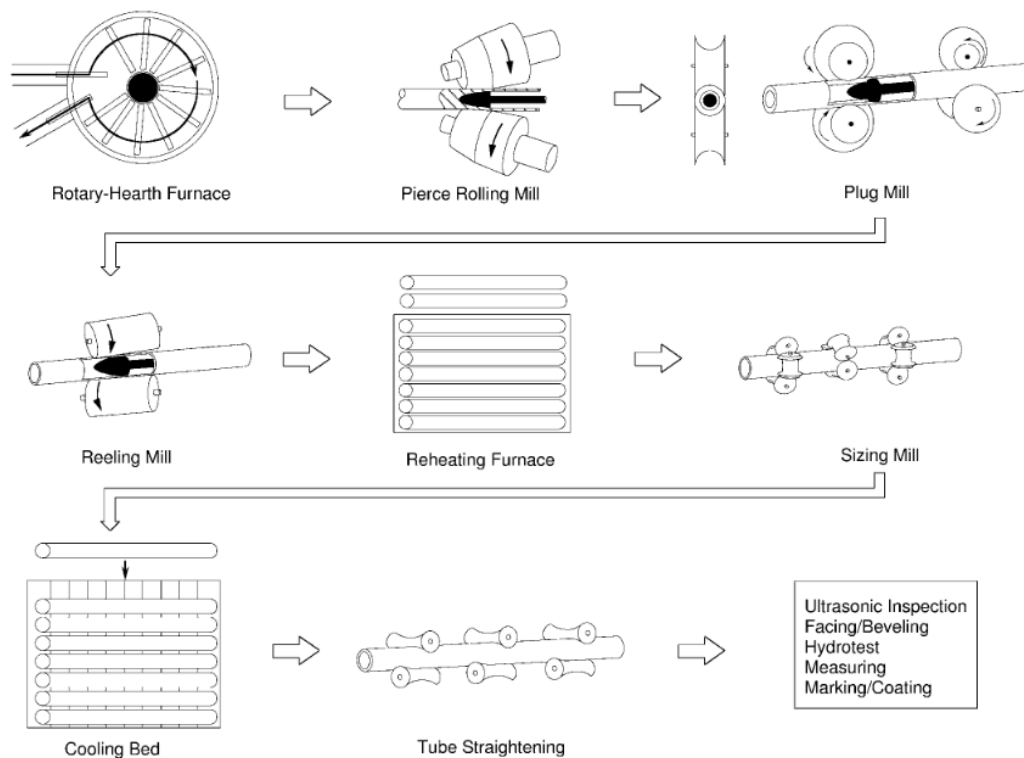 Rotary-Hearth Furnace
Pierce Rolling Mill
Plug Mill
Reeling Mill
Reheating Furnace
Sizing Mill
Cooling Bed
Tube Straightening
Ultrasonic Inspection
Facing/Beveling
Hydrotest
Measuring
Marking/Coating